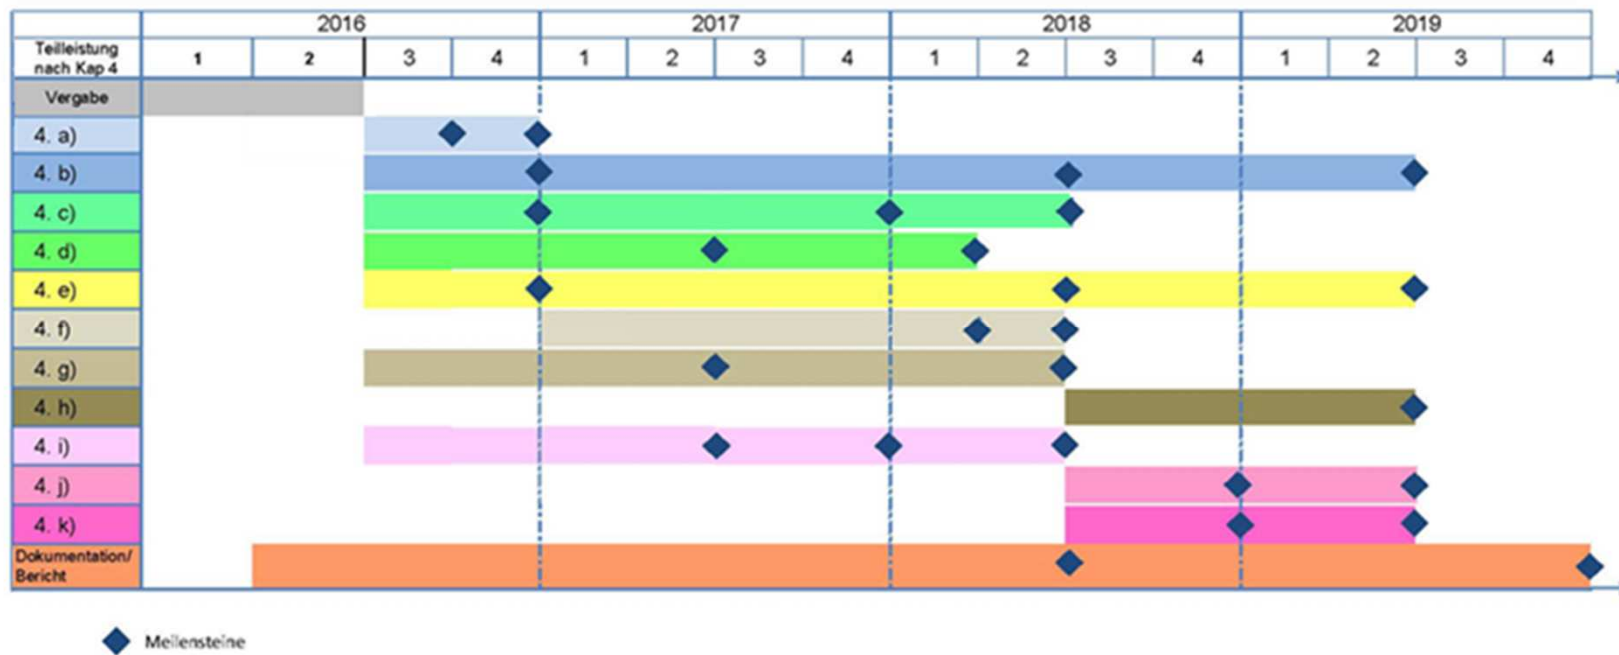 2016 2017 2018 2019
Teilleistung
nach Kap 4
1 2 3 4 1 2 3 4 1 2 3 4 1 2 3 4
Vergabe
4. a)
4. b)
4. c)
4. d)
4. e)
4. f)
4. g)
4. h)
4. i)
4. j)
4. k)
Dokumentation/
Bericht
Meilensteine